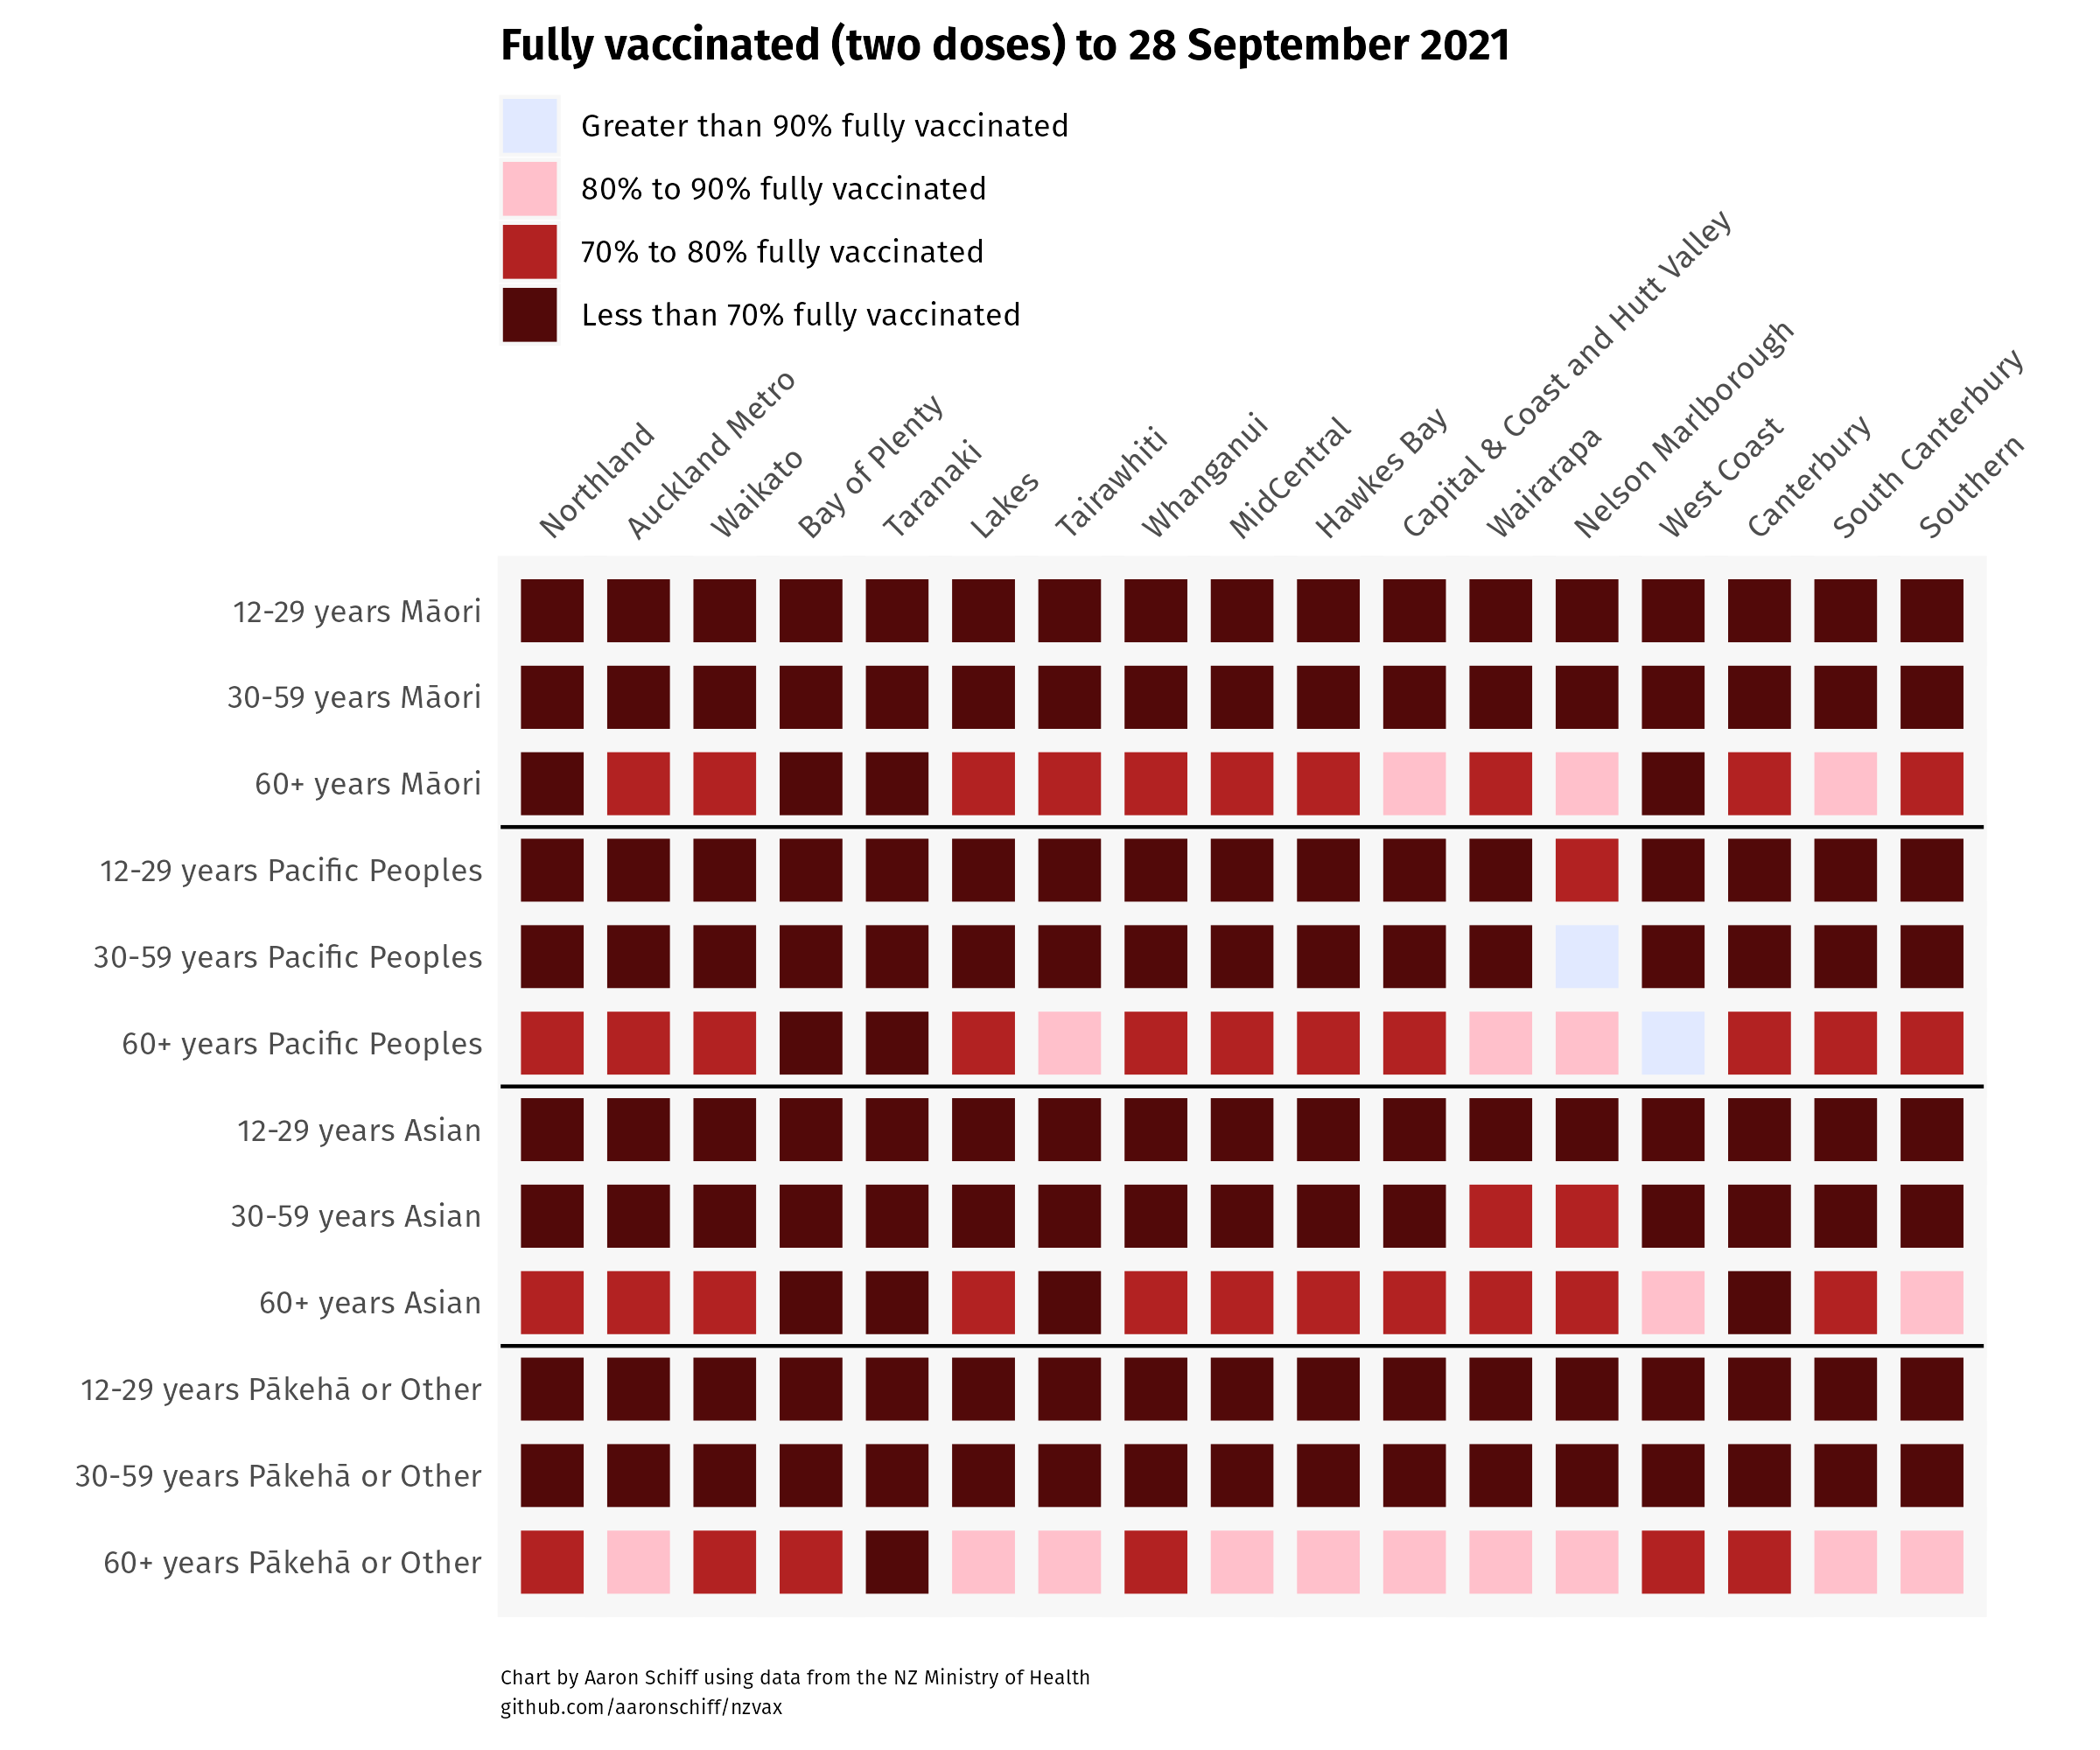 Fully vaccinated (two doses) to 28 September 2021
Greater than 90% fully vaccinated
80% to 90% fully vaccinated
70% to 80% fully vaccinated
Less than 70% fully vaccinated
Northland
Auckland Metro
Waikato
Bay of Plenty
Taranaki
Lakes
Tairawhiti
Whanganui
MidCentral
Hawkes Bay
Capital & Coast and Hutt Valley
Wairarapa
Nelson Marlborough
West Coast
Canterbury
South Canterbury
Southern
12-29 years Māori
30-59 years Māori
60+ years Māori
12-29 years Pacific Peoples
30-59 years Pacific Peoples
60+ years Pacific Peoples
12-29 years Asian
30-59 years Asian
60+ years Asian
12-29 years Pākehā or Other
30-59 years Pākehā or Other
60+ years Pākehā or Other
Chart by Aaron Schiff using data from the NZ Ministry of Health
github.com/aaronschiff/nzvax